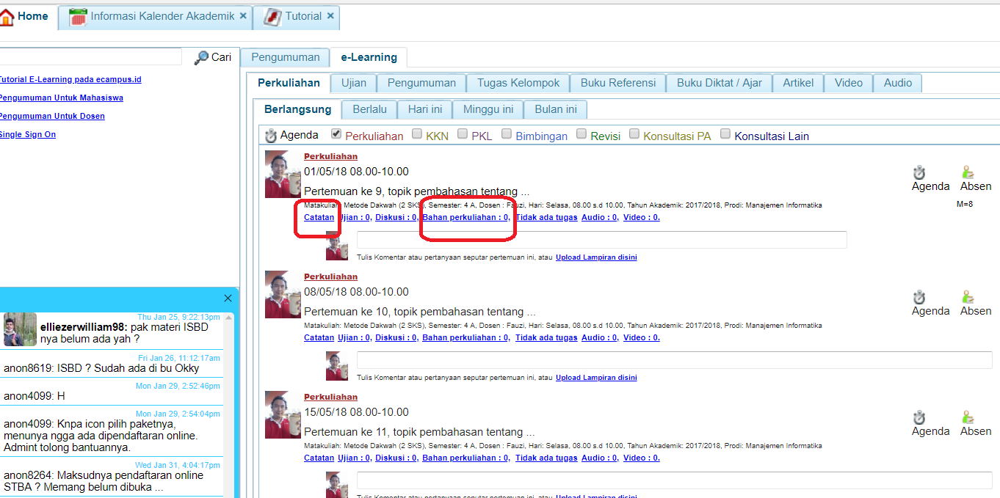 Home Informasi Kalender Akademik × Tutorial ×
Cari
Tutorial E-Learning pada ecampus.id
Pengumuman Untuk Mahasiswa
Pengumuman Untuk Dosen
Single Sign On
Pengumuman e-Learning
Perkuliahan Ujian Pengumuman Tugas Kelompok Buku Referensi Buku Diktat / Ajar Artikel Video Audio
Berlangsung Berlalu Hari ini Minggu ini Bulan ini
Agenda Perkuliahan KKN PKL Bimbingan Revisi Konsultasi PA Konsultasi Lain
Perkuliahan
01/05/18 08.00-10.00
Pertemuan ke 9, topik pembahasan tentang ...
Matakuliah: Metode Dakwah (2 SKS), Semester: 4 A, Dosen : Fauzi, Hari: Selasa, 08.00 s.d 10.00, Tahun Akademik: 2017/2018, Prodi: Manajemen Informatika
Catatan Ujian : 0, Diskusi : 0, Bahan perkuliahan : 0, Tidak ada tugas Audio : 0, Video : 0.
Tulis Komentar atau pertanyaan seputar pertemuan ini, atau Upload Lampiran disini
Agenda Absen
M=8
Perkuliahan
08/05/18 08.00-10.00
Pertemuan ke 10, topik pembahasan tentang ...
Matakuliah: Metode Dakwah (2 SKS), Semester: 4 A, Dosen : Fauzi, Hari: Selasa, 08.00 s.d 10.00, Tahun Akademik: 2017/2018, Prodi: Manajemen Informatika
Catatan Ujian : 0, Diskusi : 0, Bahan perkuliahan : 0, Tidak ada tugas Audio : 0, Video : 0.
Tulis Komentar atau pertanyaan seputar pertemuan ini, atau Upload Lampiran disini
Agenda Absen
Perkuliahan
15/05/18 08.00-10.00
Pertemuan ke 11, topik pembahasan tentang ...
Matakuliah: Metode Dakwah (2 SKS), Semester: 4 A, Dosen : Fauzi, Hari: Selasa, 08.00 s.d 10.00, Tahun Akademik: 2017/2018, Prodi: Manajemen Informatika
Catatan Ujian : 0, Diskusi : 0, Bahan perkuliahan : 0, Tidak ada tugas Audio : 0, Video : 0.
Tulis Komentar atau pertanyaan seputar pertemuan ini, atau Upload Lampiran disini
Agenda Absen
Thu Jan 25, 9:22:13pm
elliezerwilliam98: pak materi ISBD
nya belum ada yah ?
Fri Jan 26, 11:12:17am
anon8619: ISBD ? Sudah ada di bu Okky
Mon Jan 29, 2:52:46pm
anon4099: H
Mon Jan 29, 2:54:04pm
anon4099: Knpa icon pilih paketnya,
menunya ngga ada dipendaftaran online.
Admint tolong bantuannya.
Wed Jan 31, 4:04:17pm
anon8264: Maksudnya pendaftaran online
STBA ? Memang belum dibuka ...